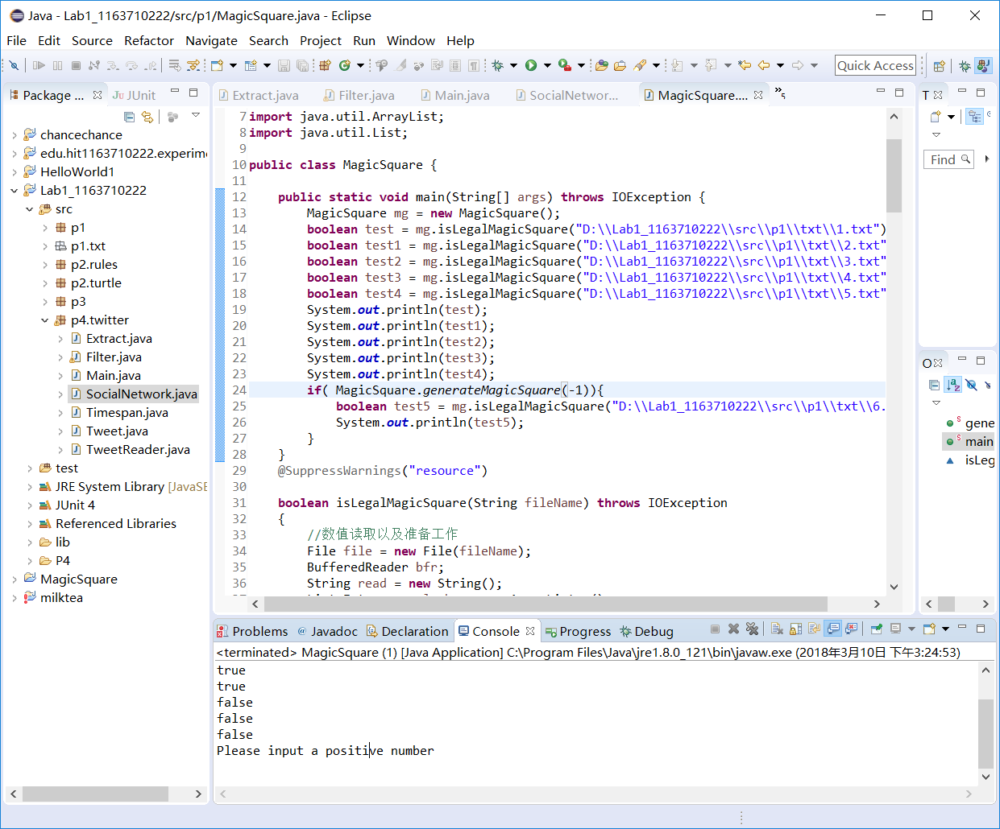 Java - Lab1_1163710222/src/p1/MagicSquare.java - Eclipse
File Edit Source Refactor Navigate Search Project Run Window Help
Quick Access
Package ...
JUnit
chancechance
edu.hit1163710222.experime
HelloWorld1
Lab1_1163710222
src
p1
p1.txt
p2.rules
p2.turtle
p3
p4.twitter
Extract.java
Filter.java
Main.java
SocialNetwork.java
Timespan.java
Tweet.java
TweetReader.java
test
JRE System Library [JavaSE
JUnit 4
Referenced Libraries
lib
P4
MagicSquare
milktea
Extract.java Filter.java Main.java SocialNetwor... MagicSquare.... 5
7 import java.util.ArrayList;
8 import java.util.List;
9
10 public class MagicSquare {
11
12 public static void main(String[] args) throws IOException {
13 MagicSquare mg = new MagicSquare();
14 boolean test = mg.isLegalMagicSquare("D:\\Lab1_1163710222\\src\\p1\\txt\\1.txt")
15 boolean test1 = mg.isLegalMagicSquare("D:\\Lab1_1163710222\\src\\p1\\txt\\2.txt"
16 boolean test2 = mg.isLegalMagicSquare("D:\\Lab1_1163710222\\src\\p1\\txt\\3.txt"
17 boolean test3 = mg.isLegalMagicSquare("D:\\Lab1_1163710222\\src\\p1\\txt\\4.txt"
18 boolean test4 = mg.isLegalMagicSquare("D:\\Lab1_1163710222\\src\\p1\\txt\\5.txt"
19 System.out.println(test);
20 System.out.println(test1);
21 System.out.println(test2);
22 System.out.println(test3);
23 System.out.println(test4);
24 if( MagicSquare.generateMagicSquare(-1)){
25 boolean test5 = mg.isLegalMagicSquare("D:\\Lab1_1163710222\\src\\p1\\txt\\6.
26 System.out.println(test5);
27 }
28 }
29 @SuppressWarnings("resource")
30
31 boolean isLegalMagicSquare(String fileName) throws IOException
32 {
33 //数值读取以及准备工作
34 File file = new File(fileName);
35 BufferedReader bfr;
36 String read = new String();
T
Find
O
gene
main
isLeg
Problems Javadoc Declaration Console Progress Debug
<terminated> MagicSquare (1) [Java Application] C:\Program Files\Java\jre1.8.0_121\bin\javaw.exe (2018年3月10日 下午3:24:53)
true
true
false
false
false
Please input a positive number